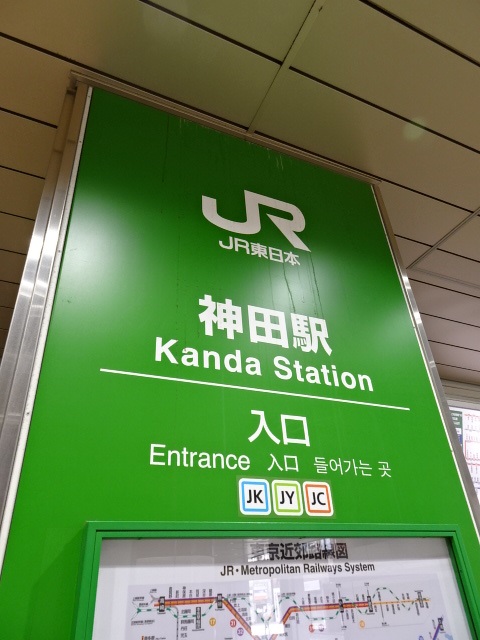 JR
JR東日本
神田駅
Kanda Station
入口
Entrance 入口 들어가는 곳
JK JY JC
東京近郊路線図
JR・Metropolitan Railways System